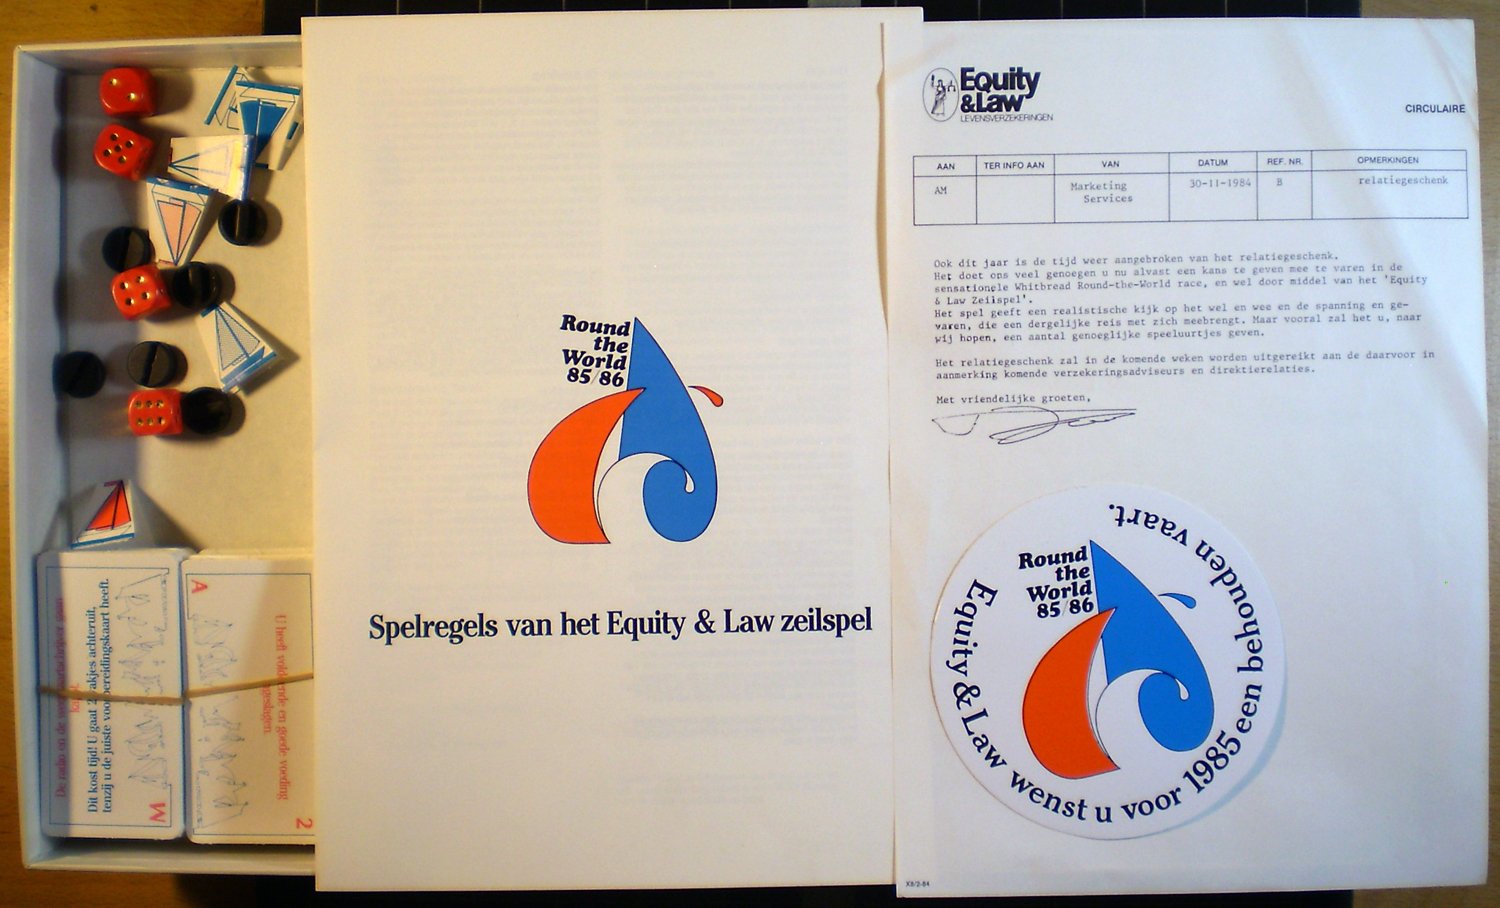 Round
the
World
85/86
Spelregels van het Equity & Law zeilspel
Equity
&Law
LEVENSVERZEKERINGEN
CIRCULAIRE
AAN TER INFO AAN VAN DATUM REF. NR. OPMERKINGEN
AM Marketing 30-11-1984 B relatiegeschenk
Services
Ook dit jaar is de tijd weer aangebroken van het relatiegeschenk.
Het doet ons veel genoegen u nu alvast een kans te geven mee te varen in de
sensationele Whitbread Round-the-World race, en wel door middel van het 'Equity
& Law Zeilspel'.
Het spel geeft een realistische kijk op het wel en wee en de spanning en ge-
varen, die een dergelijke reis met zich meebrengt. Maar vooral zal het u, naar
wij hopen, een aantal genoeglijke speeluurtjes geven.
Het relatiegeschenk zal in de komende weken worden uitgereikt aan de daarvoor in
aanmerking komende verzekeringsadviseurs en direktierelaties.
Met vriendelijke groeten,
Round
the
World
85/86
Equity & Law wenst u voor 1985 een behouden vaart.
X8/2-84
De radio en de
Dit kost tijd! U gaat 2 vakjes achteruit,
tenzij u de juiste voorbereidingskaart heeft.
W
A
U heeft voldoende en goede voeding
2